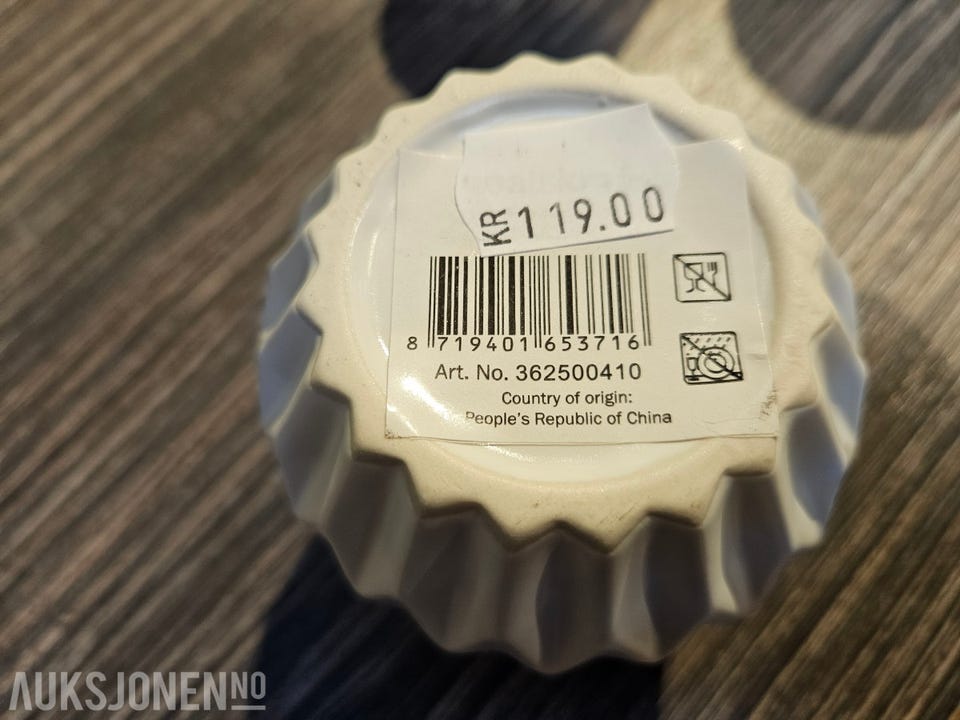 KR 119.00
8 719401 653716
Art. No. 362500410
Country of origin:
People's Republic of China
AUKSJONEN NO